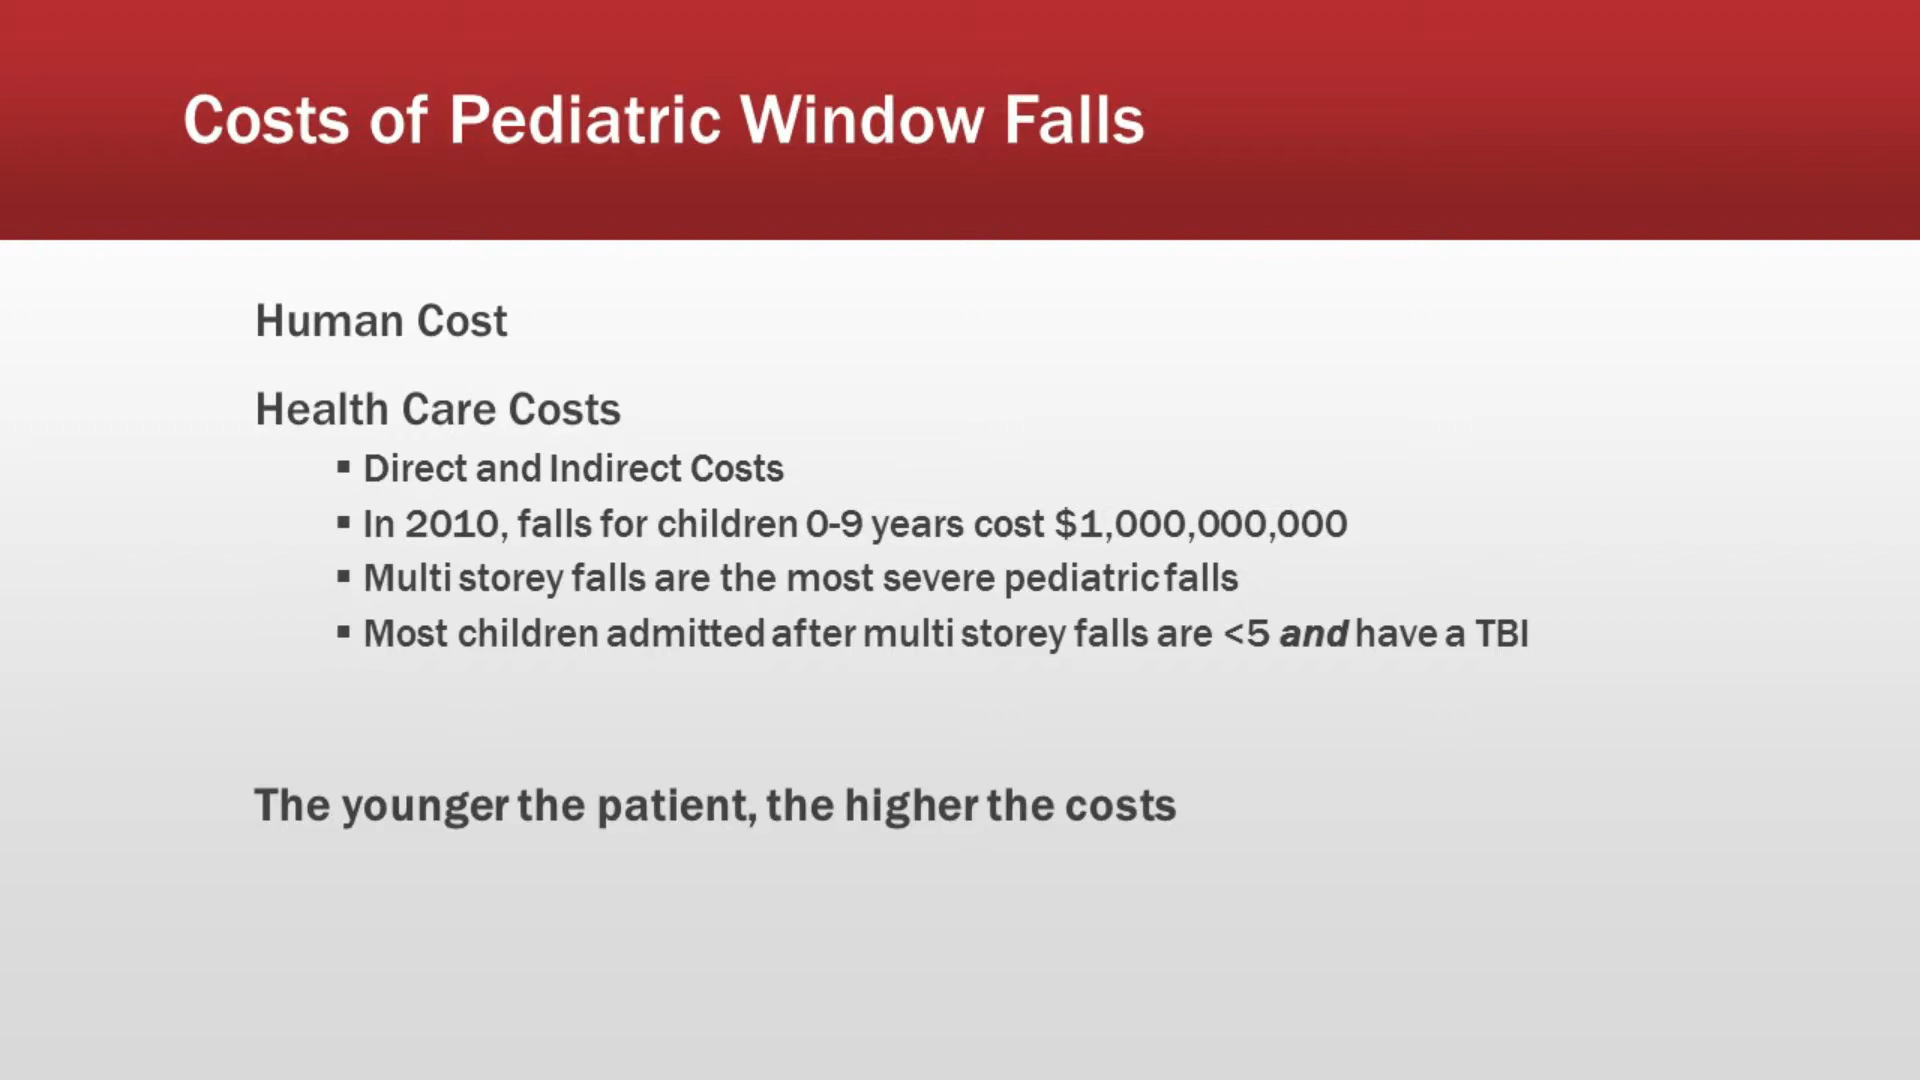 Costs of Pediatric Window Falls
Human Cost
Health Care Costs
▪ Direct and Indirect Costs
▪ In 2010, falls for children 0-9 years cost $1,000,000,000
▪ Multi storey falls are the most severe pediatric falls
▪ Most children admitted after multi storey falls are <5 and have a TBI
The younger the patient, the higher the costs